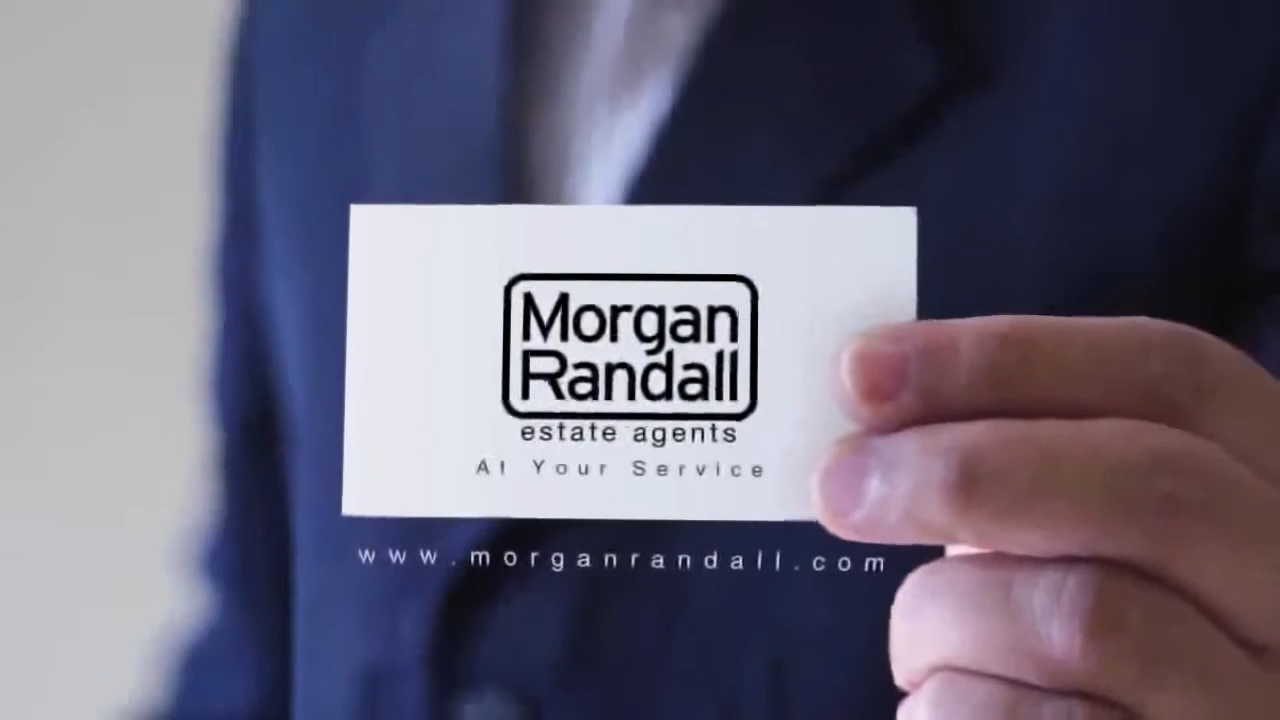 Morgan
Randall
estate agents
At Your Service
www.morganrandall.com